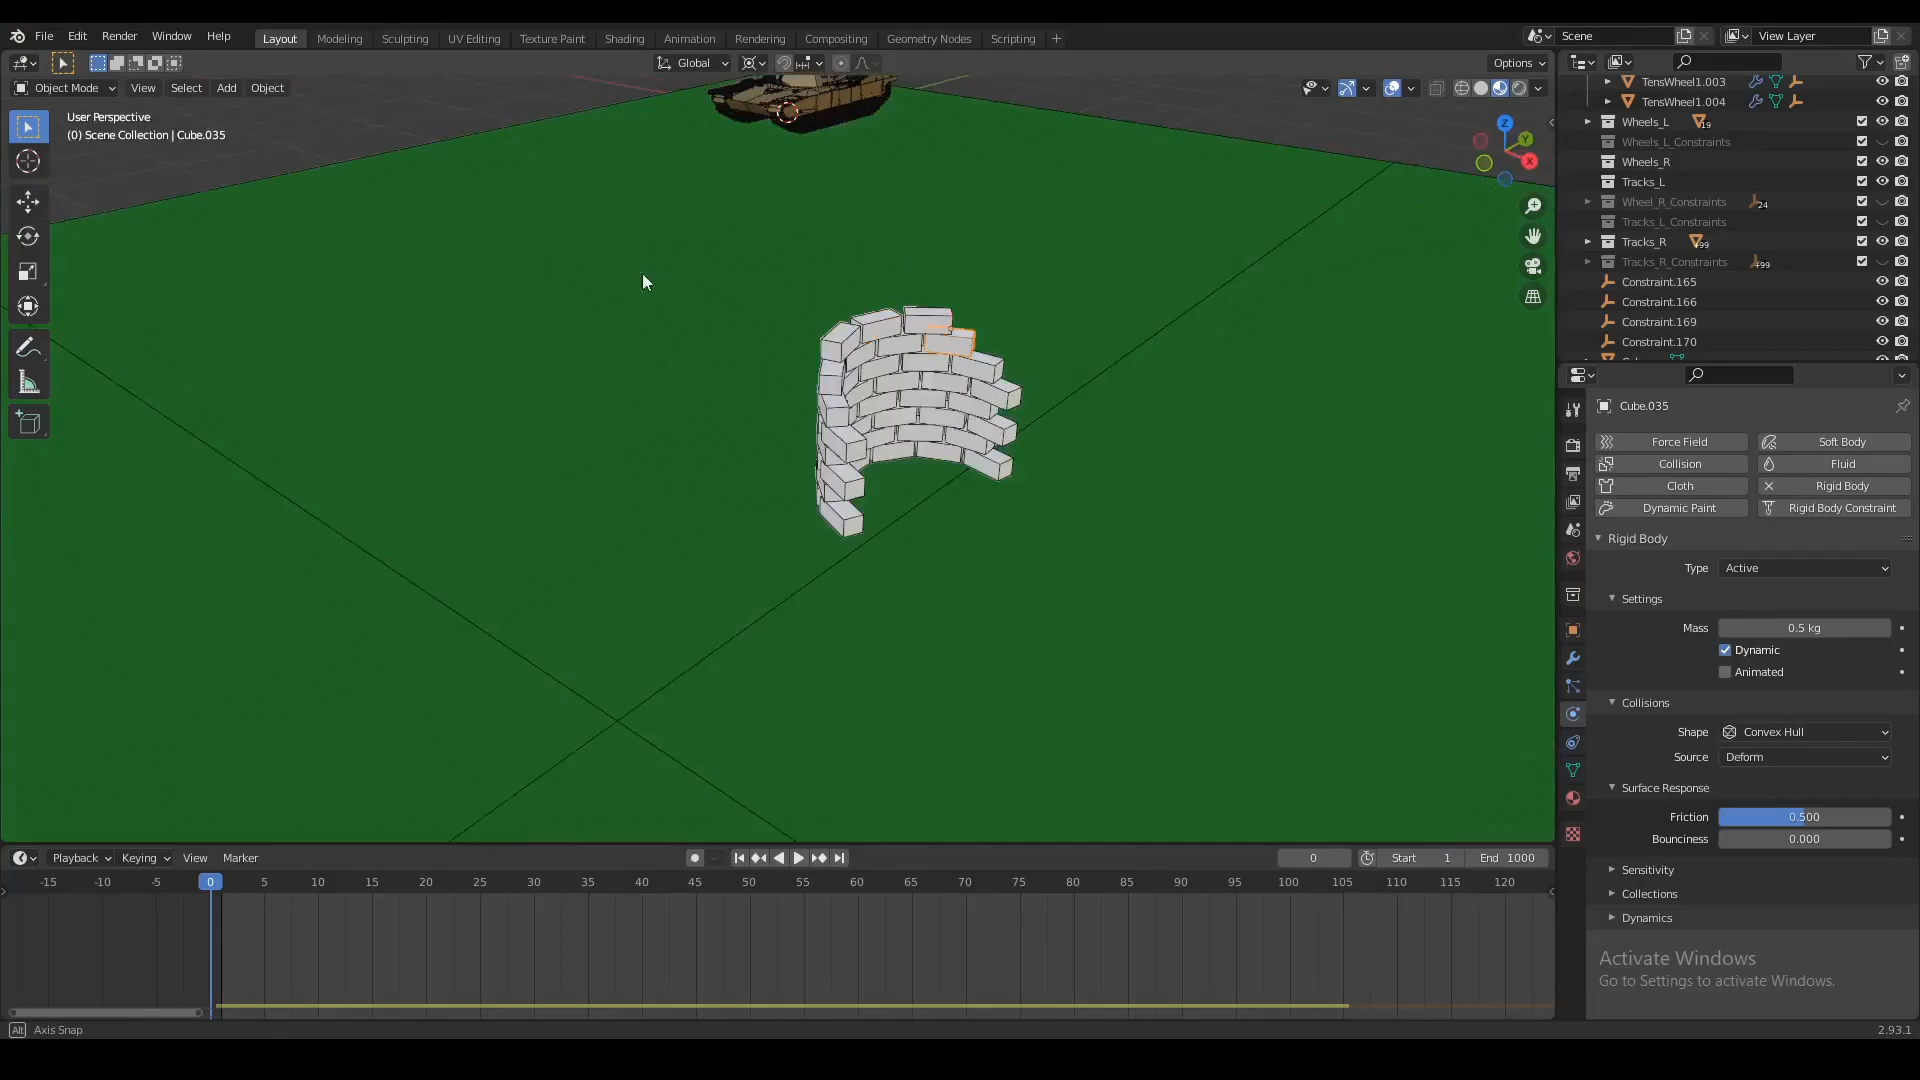 File Edit Render Window Help Layout Modeling Sculpting UV Editing Texture Paint Shading Animation Rendering Compositing Geometry Nodes Scripting + Scene View Layer
Global Options
Object Mode View Select Add Object
User Perspective
(0) Scene Collection | Cube.035
Z
Y
X
TensWheel1.003
TensWheel1.004
Wheels_L 19
Wheels_L_Constraints
Wheels_R
Tracks_L
Wheel_R_Constraints 24
Tracks_L_Constraints
Tracks_R +99
Tracks_R_Constraints +99
Constraint.165
Constraint.166
Constraint.169
Constraint.170
Cube.035
Force Field Soft Body
Collision Fluid
Cloth Rigid Body
Dynamic Paint Rigid Body Constraint
Rigid Body
Type Active
Settings
Mass 0.5 kg
Dynamic
Animated
Collisions
Shape Convex Hull
Source Deform
Surface Response
Friction 0.500
Bounciness 0.000
Sensitivity
Collections
Dynamics
Activate Windows
Go to Settings to activate Windows.
Playback Keying View Marker 0 Start 1 End 1000
-15 -10 -5 0 5 10 15 20 25 30 35 40 45 50 55 60 65 70 75 80 85 90 95 100 105 110 115 120
Alt Axis Snap 2.93.1